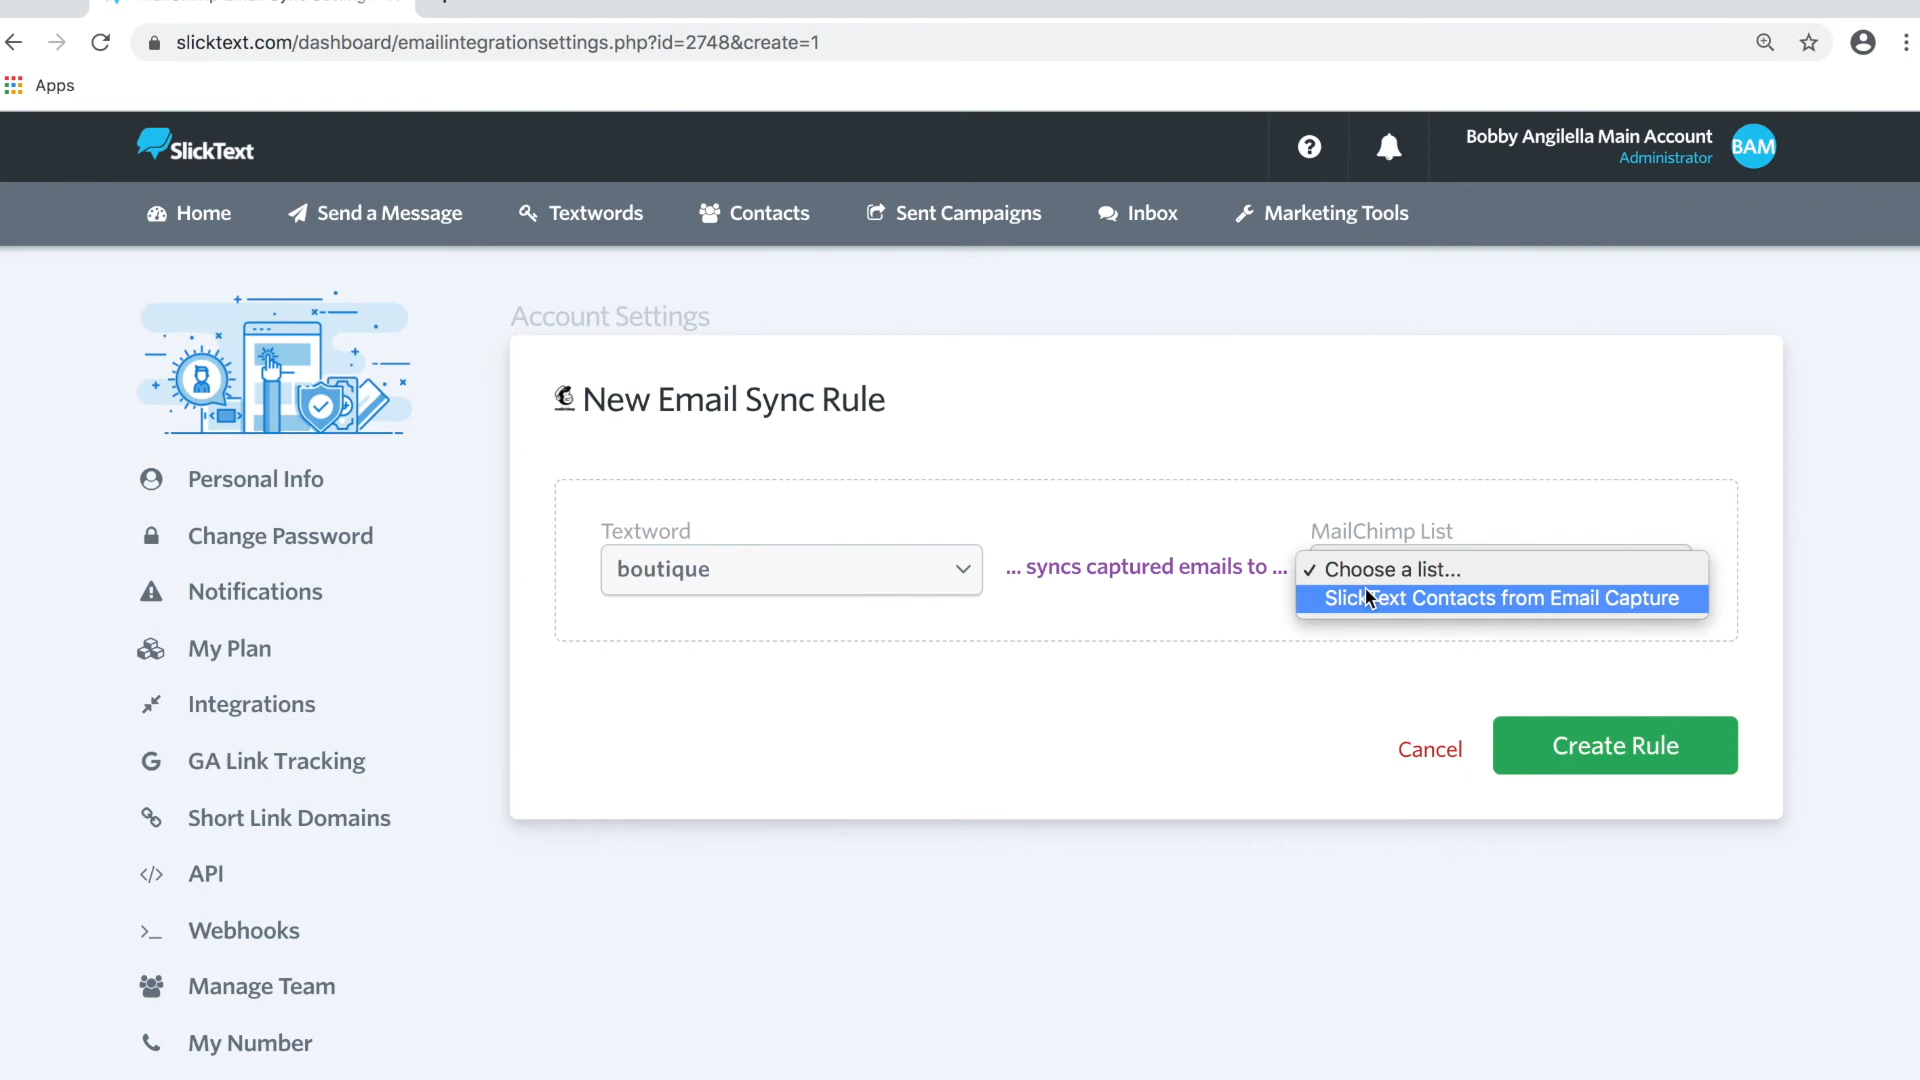 slicktext.com/dashboard/emailintegrationsettings.php?id=2748&create=1
Apps
SlickText
Bobby Angilella Main Account
Administrator
BAM
Home
Send a Message
Textwords
Contacts
Sent Campaigns
Inbox
Marketing Tools
Account Settings
New Email Sync Rule
Personal Info
Change Password
Notifications
My Plan
Integrations
GA Link Tracking
Short Link Domains
API
Webhooks
Manage Team
My Number
Textword
boutique
... syncs captured emails to ...
MailChimp List
Choose a list...
SlickText Contacts from Email Capture
Cancel
Create Rule